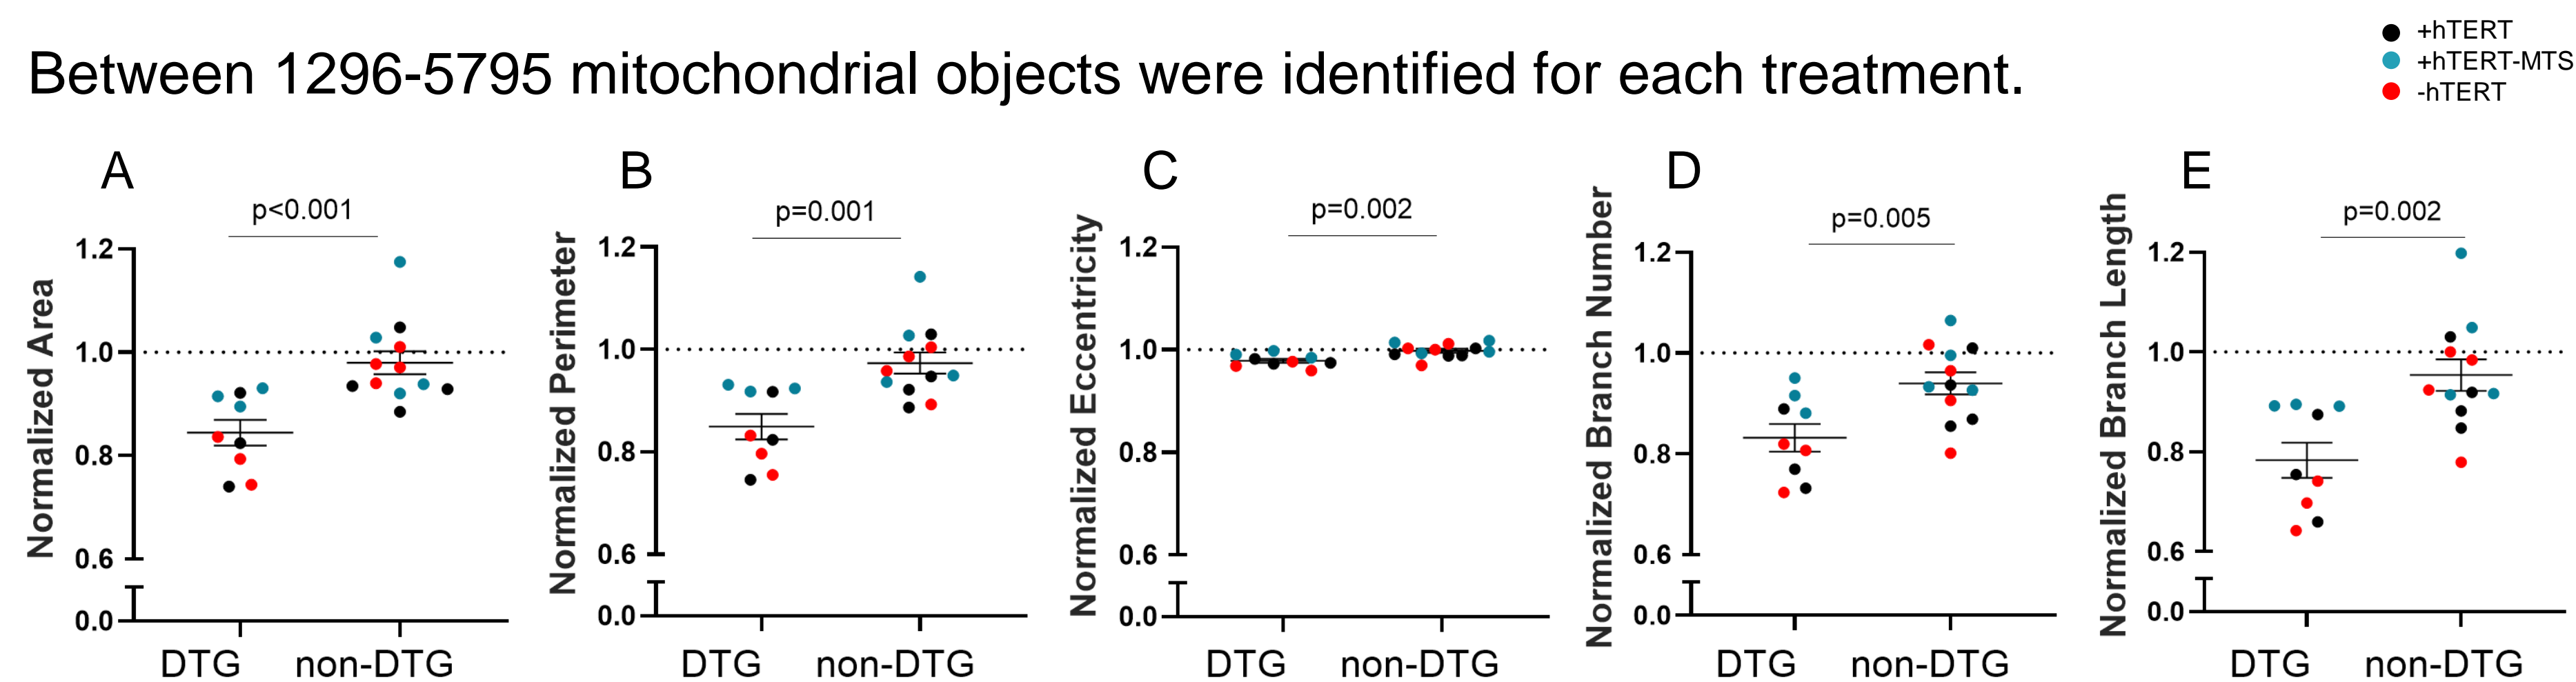 +hTERT
+hTERT-MTS
-hTERT
Between 1296-5795 mitochondrial objects were identified for each treatment.
A
p<0.001
Normalized Area
1.2
1.0
0.8
0.6
0.0
DTG non-DTG
B
p=0.001
Normalized Perimeter
1.2
1.0
0.8
0.6
0.0
DTG non-DTG
C
p=0.002
Normalized Eccentricity
1.2
1.0
0.8
0.6
0.0
DTG non-DTG
D
p=0.005
Normalized Branch Number
1.2
1.0
0.8
0.6
0.0
DTG non-DTG
E
p=0.002
Normalized Branch Length
1.2
1.0
0.8
0.6
0.0
DTG non-DTG